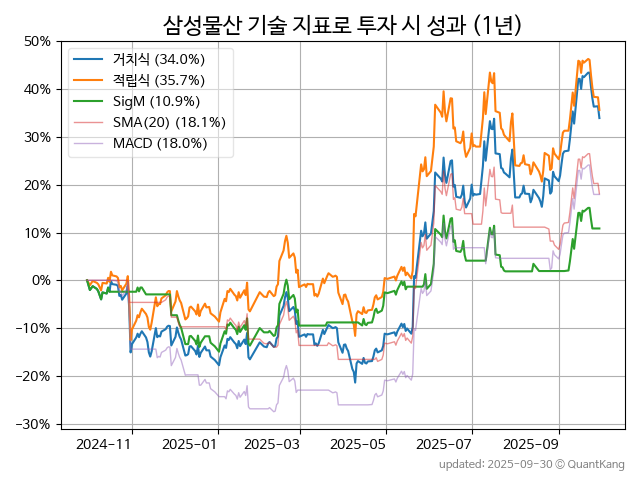 삼성물산 기술 지표로 투자 시 성과 (1년)
거치식 (34.0%)
적립식 (35.7%)
SigM (10.9%)
SMA(20) (18.1%)
MACD (18.0%)
50%
40%
30%
20%
10%
0%
-10%
-20%
-30%
2024-11 2025-01 2025-03 2025-05 2025-07 2025-09
updated: 2025-09-30 © QuantKang